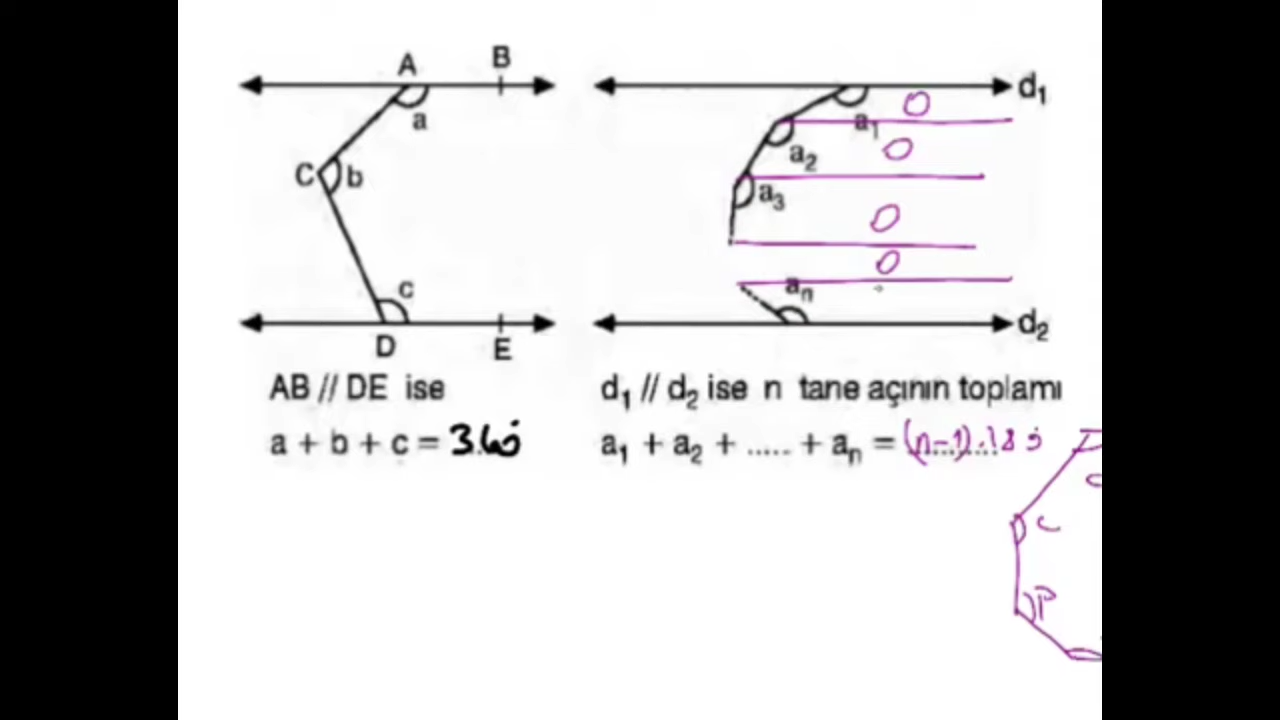 A B
a
C b
c
D E
AB // DE ise
a + b + c = 360°
d₁
a₁
a₂
a₃
aₙ
d₂
d₁ // d₂ ise n tane açının toplamı
a₁ + a₂ + ..... + aₙ = (n-1).180°